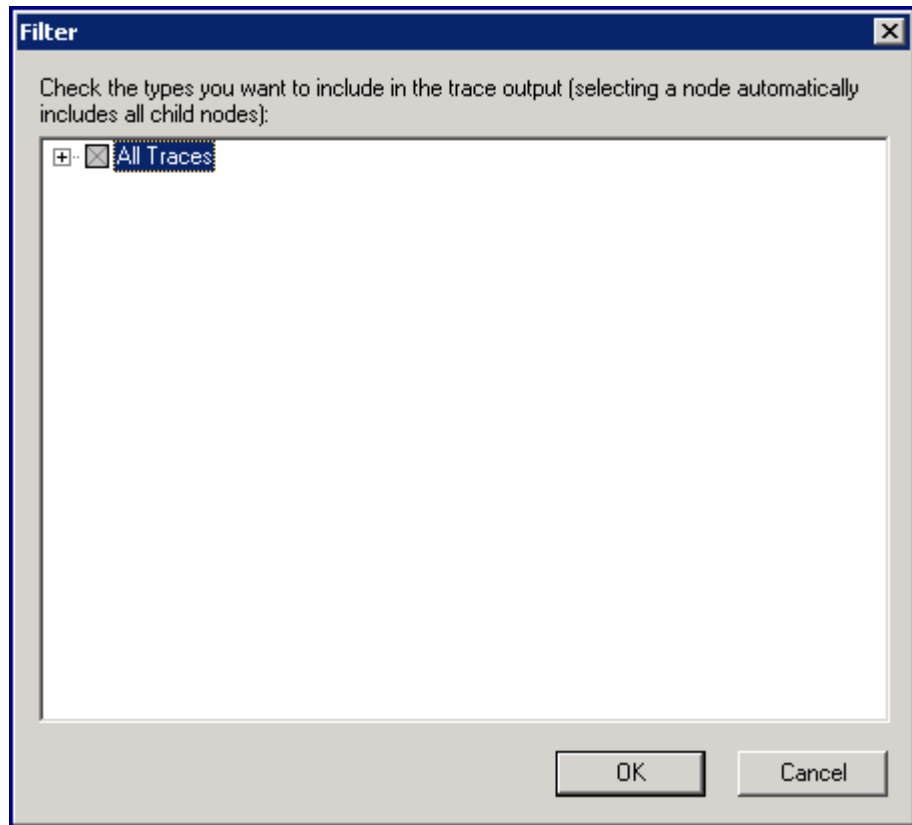 Filter
Check the types you want to include in the trace output (selecting a node automatically
includes all child nodes):
All Traces
OK
Cancel